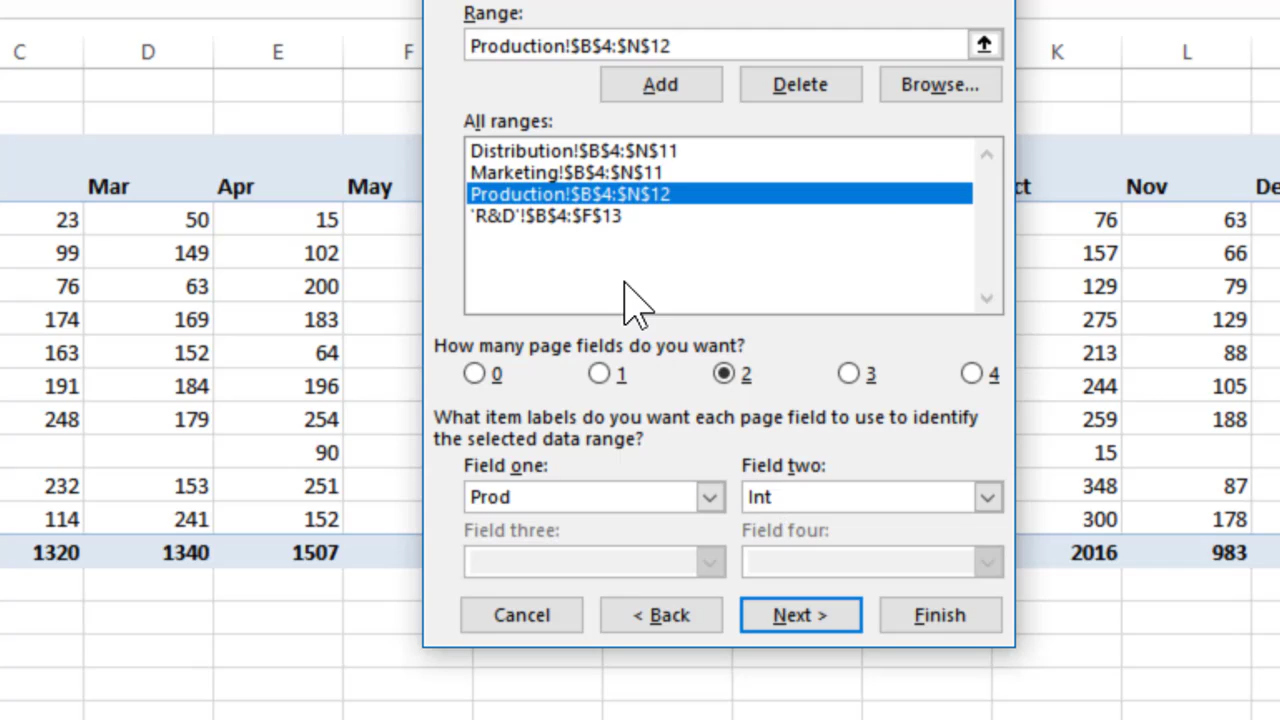 Range:
Production!$B$4:$N$12
Add Delete Browse...
All ranges:
Distribution!$B$4:$N$11
Marketing!$B$4:$N$11
Production!$B$4:$N$12
'R&D'!$B$4:$F$13
How many page fields do you want?
0 1 2 3 4
What item labels do you want each page field to use to identify
the selected data range?
Field one: Field two:
Prod Int
Field three: Field four:
Cancel < Back Next > Finish
C D E F K L
Mar Apr May ct Nov De
23 50 15 76 63
99 149 102 157 66
76 63 200 129 79
174 169 183 275 129
163 152 64 213 88
191 184 196 244 105
248 179 254 259 188
90 15
232 153 251 348 87
114 241 152 300 178
1320 1340 1507 2016 983